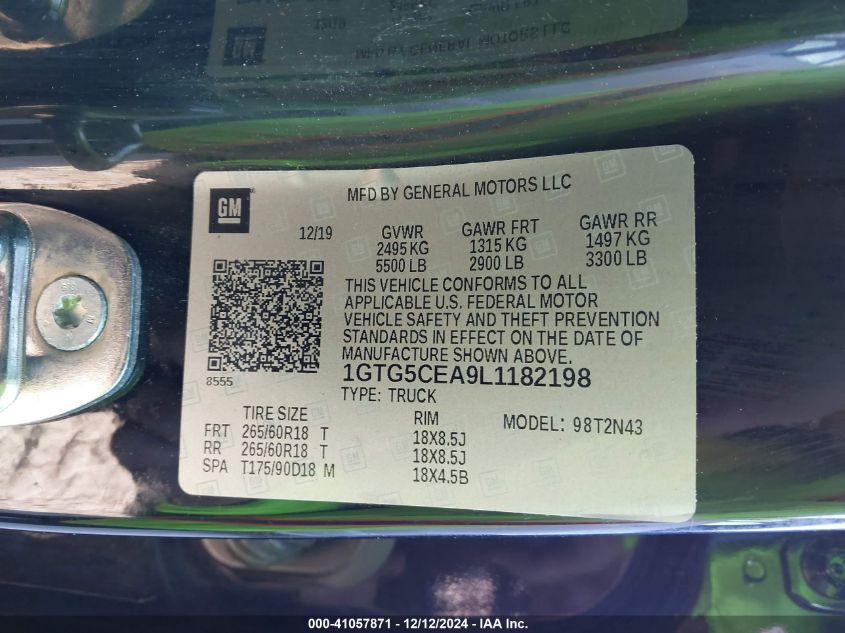 GM
MFD BY GENERAL MOTORS LLC
12/19
GVWR GAWR FRT GAWR RR
2495 KG 1315 KG 1497 KG
5500 LB 2900 LB 3300 LB
THIS VEHICLE CONFORMS TO ALL
APPLICABLE U.S. FEDERAL MOTOR
VEHICLE SAFETY AND THEFT PREVENTION
STANDARDS IN EFFECT ON THE DATE OF
MANUFACTURE SHOWN ABOVE.
8555
1GTG5CEA9L1182198
TYPE: TRUCK
TIRE SIZE RIM MODEL: 98T2N43
FRT 265/60R18 T 18X8.5J
RR 265/60R18 T 18X8.5J
SPA T175/90D18 M 18X4.5B
000-41057871 - 12/12/2024 - IAA Inc.